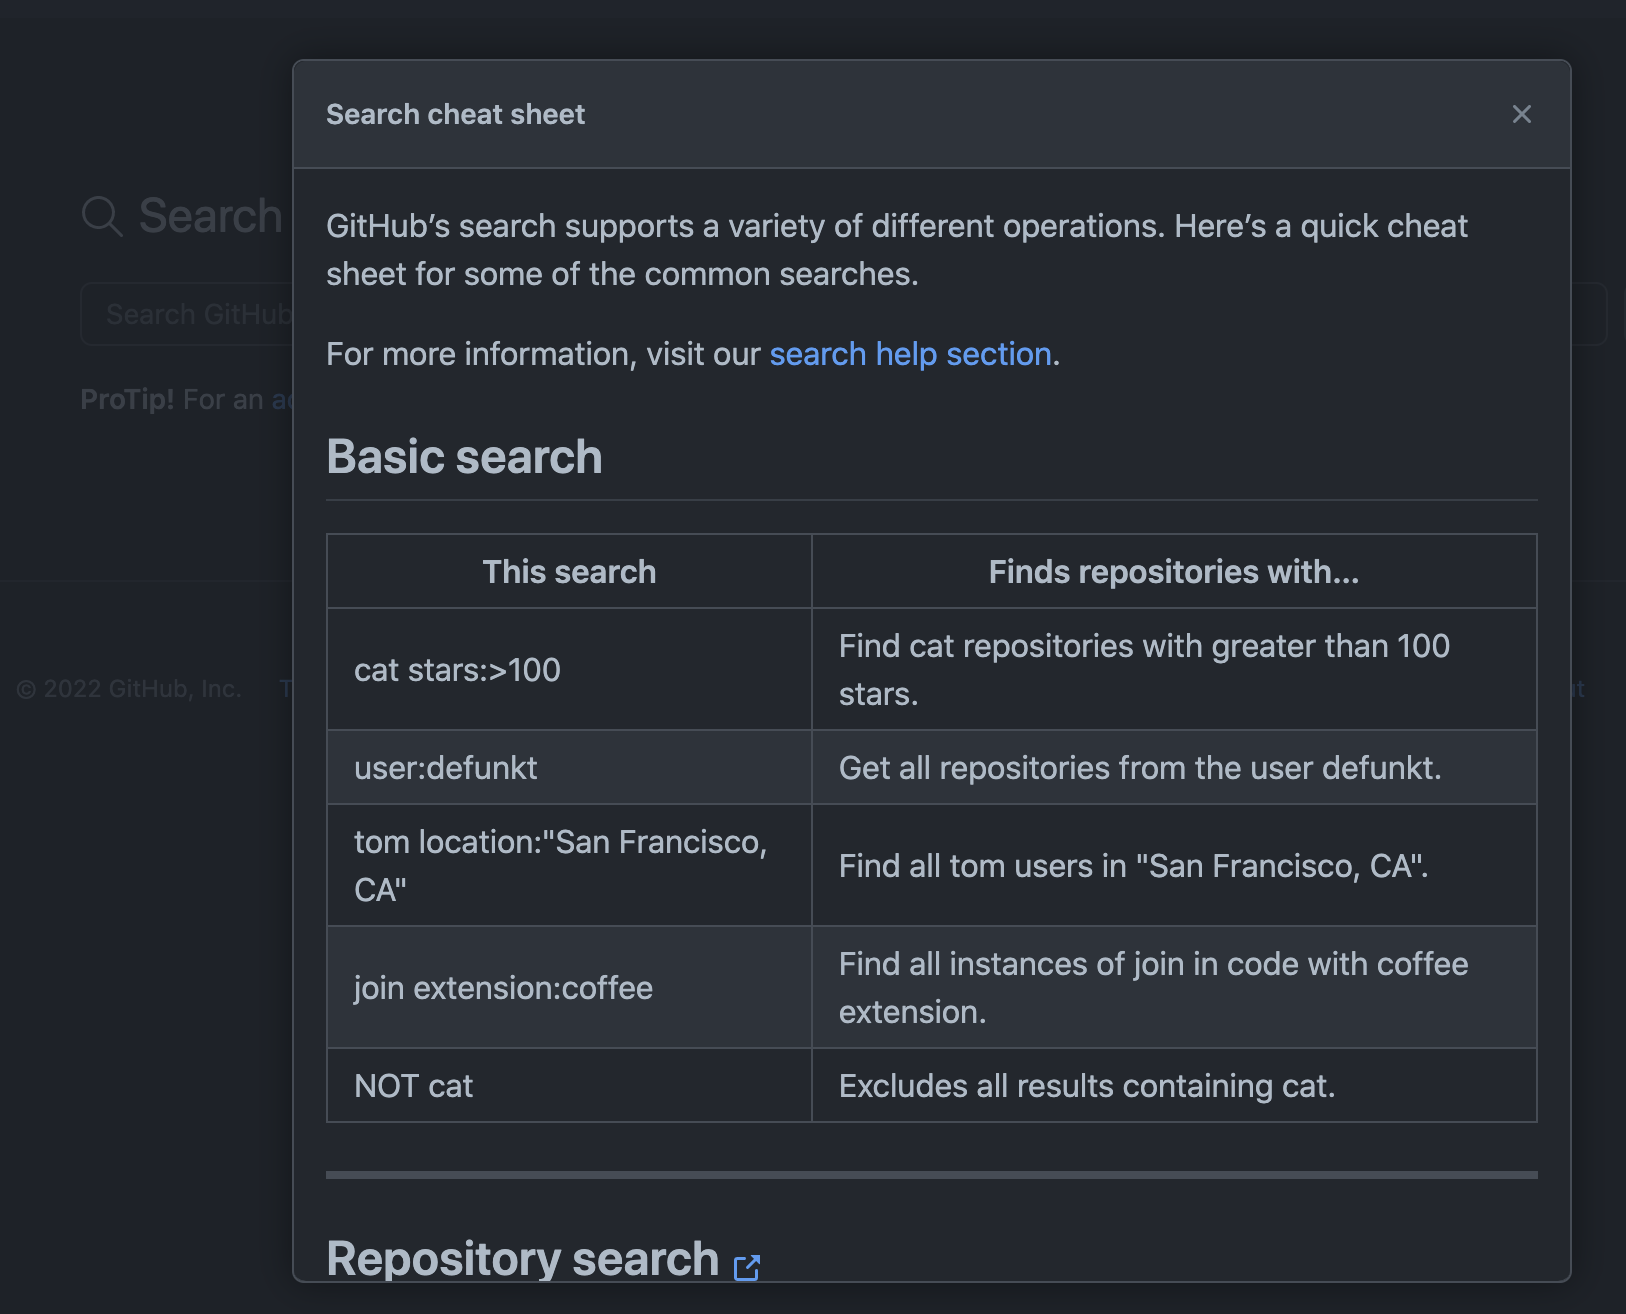 Search cheat sheet
Search
Search GitHub
ProTip! For an
© 2022 GitHub, Inc.
GitHub’s search supports a variety of different operations. Here’s a quick cheat
sheet for some of the common searches.
For more information, visit our search help section.
Basic search
This search
Finds repositories with...
cat stars:>100
Find cat repositories with greater than 100
stars.
user:defunkt
Get all repositories from the user defunkt.
tom location:"San Francisco,
CA"
Find all tom users in "San Francisco, CA".
join extension:coffee
Find all instances of join in code with coffee
extension.
NOT cat
Excludes all results containing cat.
Repository search